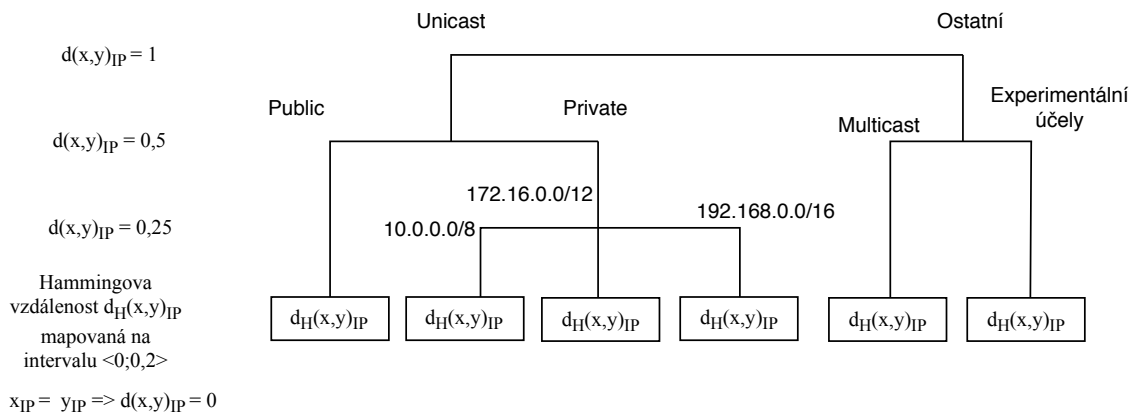 Unicast
Ostatní
d(x,y)IP = 1
Public
Private
Experimentální
účely
Multicast
d(x,y)IP = 0,5
172.16.0.0/12
192.168.0.0/16
10.0.0.0/8
d(x,y)IP = 0,25
Hammingova
vzdálenost dH(x,y)IP
mapovaná na
intervalu <0;0,2>
dH(x,y)IP
dH(x,y)IP
dH(x,y)IP
dH(x,y)IP
dH(x,y)IP
dH(x,y)IP
xIP = yIP => d(x,y)IP = 0